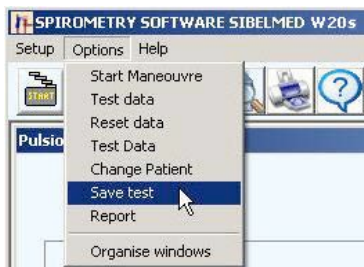 SPIROMETRY SOFTWARE SIBELMED W20s
Setup Options Help
START
Start Maneouvre
Test data
Reset data
Test Data
Change Patient
Save test
Report
Organise windows
Pulsio